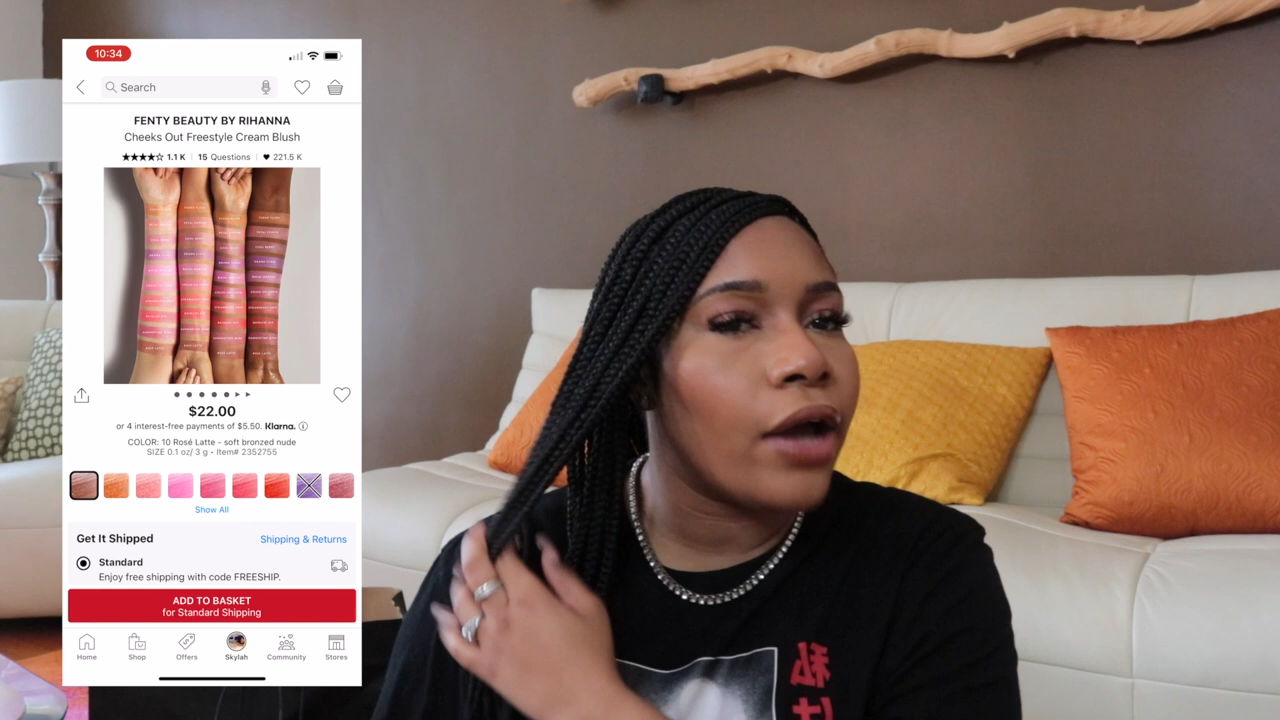 10:34
Search
FENTY BEAUTY BY RIHANNA
Cheeks Out Freestyle Cream Blush
1.1 K | 15 Questions | 221.5 K
$22.00
or 4 interest-free payments of $5.50. Klarna.
COLOR: 10 Rosé Latte - soft bronzed nude
SIZE 0.1 oz/ 3 g • Item# 2352755
Show All
Get It Shipped
Shipping & Returns
Standard
Enjoy free shipping with code FREESHIP.
ADD TO BASKET
for Standard Shipping
Home
Shop
Offers
Skylah
Community
Stores
私は